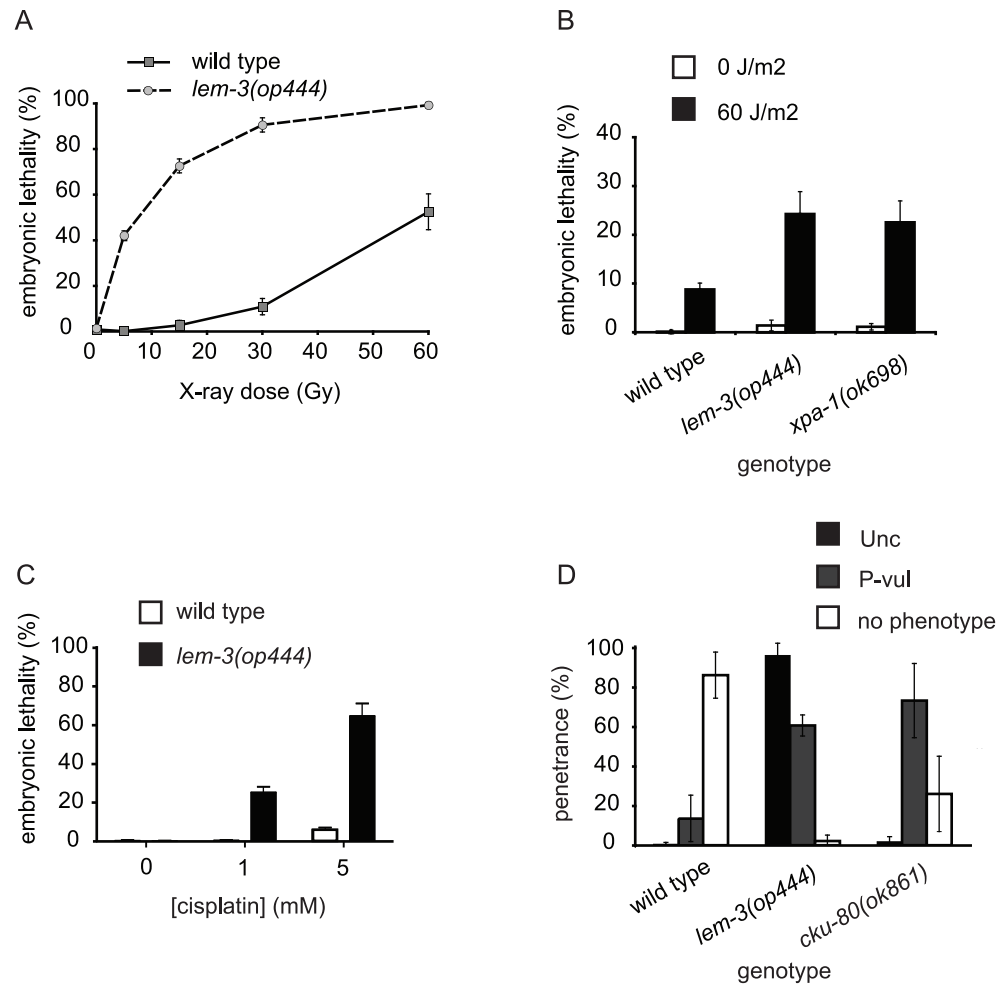 A
wild type
lem-3(op444)
embryonic lethality (%)
100
80
60
40
20
0
0 10 20 30 40 50 60
X-ray dose (Gy)
B
0 J/m2
60 J/m2
embryonic lethality (%)
40
30
20
10
0
wild type
lem-3(op444)
xpa-1(ok698)
genotype
C
wild type
lem-3(op444)
embryonic lethality (%)
100
80
60
40
20
0
0 1 5
[cisplatin] (mM)
D
Unc
P-vul
no phenotype
penetrance (%)
100
80
60
40
20
0
wild type
lem-3(op444)
cku-80(ok861)
genotype